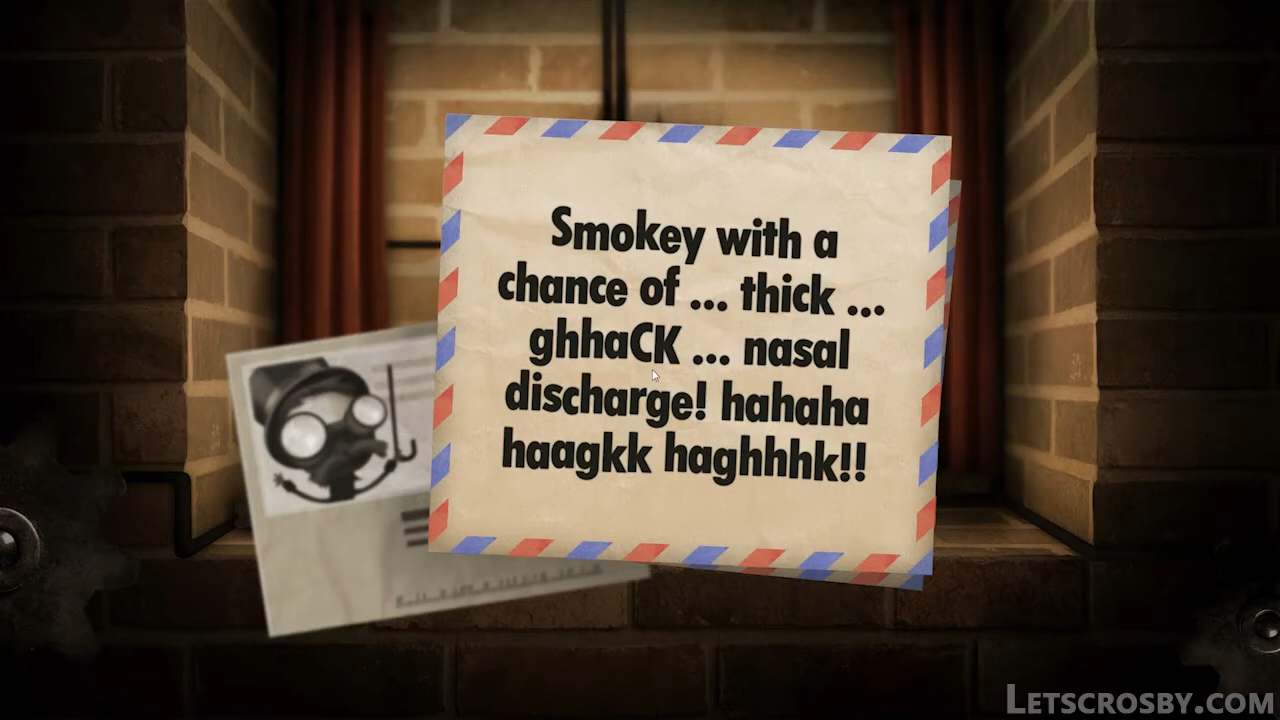 Smokey with a
chance of ... thick ...
ghhaCK ... nasal
discharge! hahaha
haagkk haghhhk!!
LETSCROSBY.COM